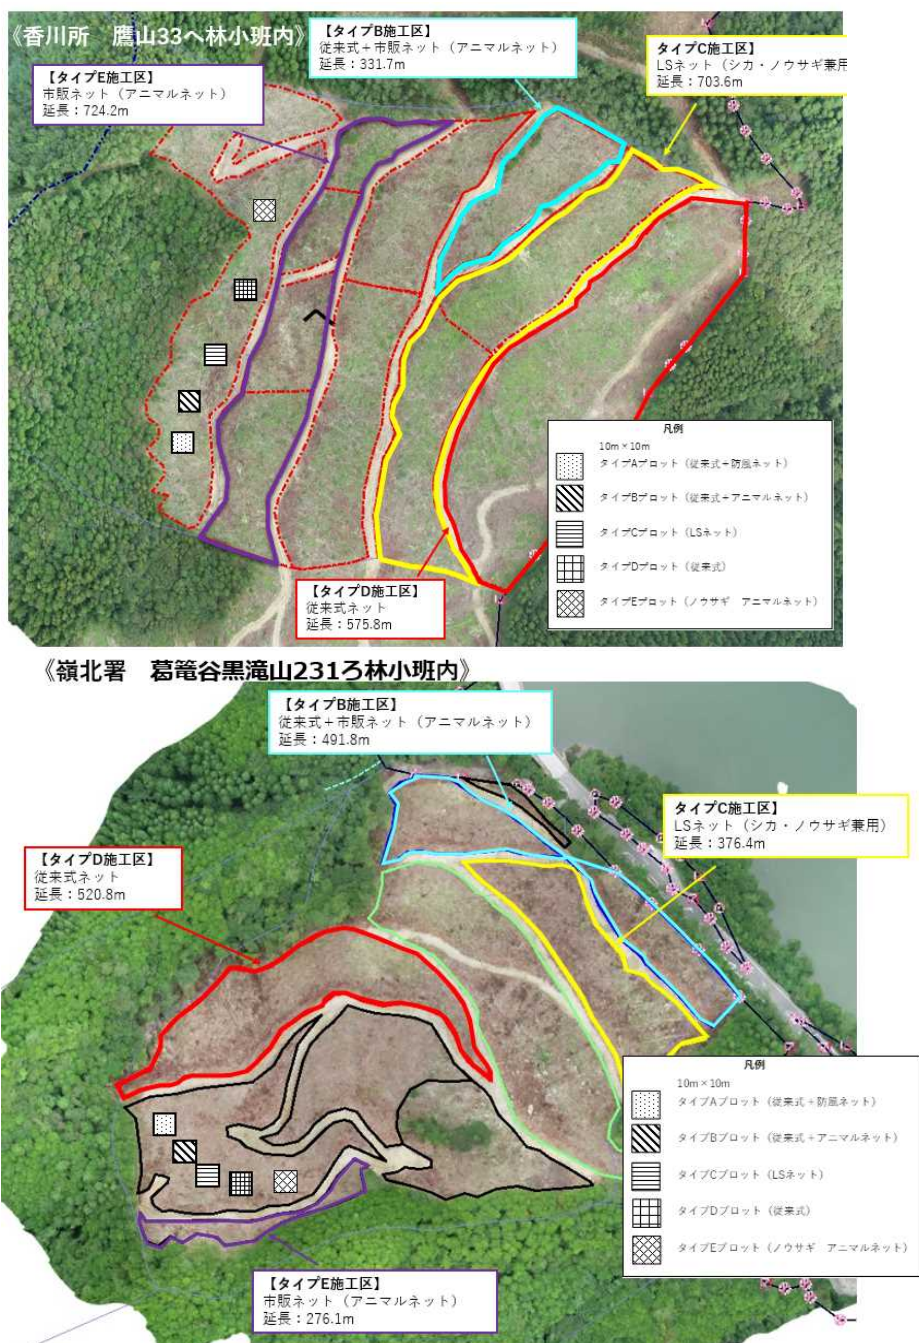 《香川所　鷹山33へ林小班内》
【タイプB施工区】
従来式＋市販ネット（アニマルネット）
延長：331.7m
タイプC施工区】
LSネット（シカ・ノウサギ兼用
延長：703.6m
【タイプE施工区】
市販ネット（アニマルネット）
延長：724.2m
へ
凡例
10m×10m
タイプAプロット（従来式＋防風ネット）
タイプBプロット（従来式＋アニマルネット）
タイプCプロット（LSネット）
タイプDプロット（従来式）
タイプEプロット（ノウサギ　アニマルネット）
【タイプD施工区】
従来式ネット
延長：575.8m
《嶺北署　葛篭谷黒滝山231ろ林小班内》
【タイプB施工区】
従来式＋市販ネット（アニマルネット）
延長：491.8m
タイプC施工区】
LSネット（シカ・ノウサギ兼用）
延長：376.4m
【タイプD施工区】
従来式ネット
延長：520.8m
凡例
10m×10m
タイプAプロット（従来式＋防風ネット）
タイプBプロット（従来式＋アニマルネット）
タイプCプロット（LSネット）
タイプDプロット（従来式）
タイプEプロット（ノウサギ　アニマルネット）
【タイプE施工区】
市販ネット（アニマルネット）
延長：276.1m